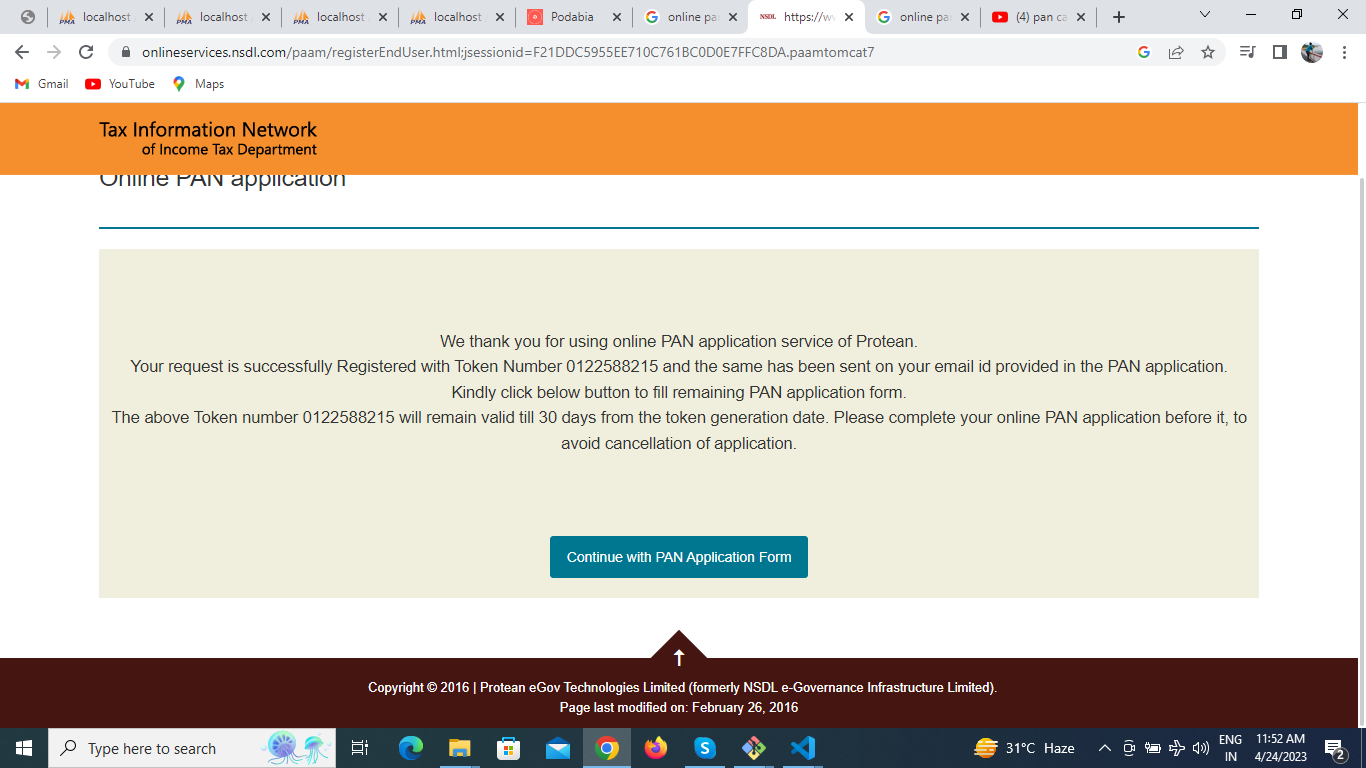 localhost
localhost
localhost
localhost
Podabia
online pa
https://w
online pa
(4) pan ca
onlineservices.nsdl.com/paam/registerEndUser.html;jsessionid=F21DDC5955EE710C761BC0D0E7FFC8DA.paamtomcat7
Gmail YouTube Maps
Tax Information Network
of Income Tax Department
Online PAN application
We thank you for using online PAN application service of Protean.
Your request is successfully Registered with Token Number 0122588215 and the same has been sent on your email id provided in the PAN application.
Kindly click below button to fill remaining PAN application form.
The above Token number 0122588215 will remain valid till 30 days from the token generation date. Please complete your online PAN application before it, to
avoid cancellation of application.
Continue with PAN Application Form
Copyright © 2016 | Protean eGov Technologies Limited (formerly NSDL e-Governance Infrastructure Limited).
Page last modified on: February 26, 2016
Type here to search
31°C Haze
ENG
IN
11:52 AM
4/24/2023
2